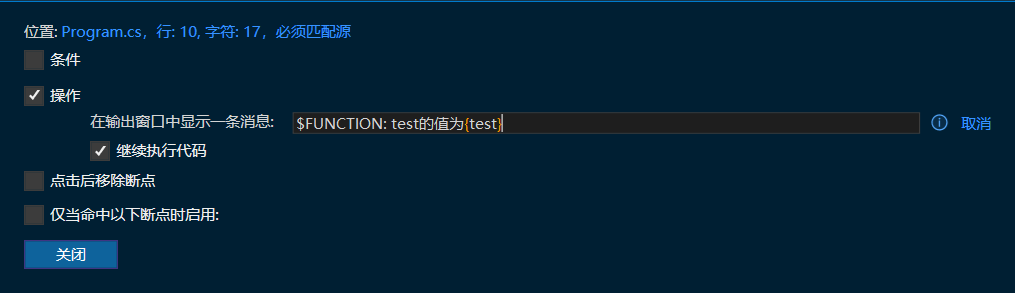 位置: Program.cs，行: 10, 字符: 17，必须匹配源
条件
操作
在输出窗口中显示一条消息: $FUNCTION: test的值为{test} 取消
继续执行代码
点击后移除断点
仅当命中以下断点时启用:
关闭